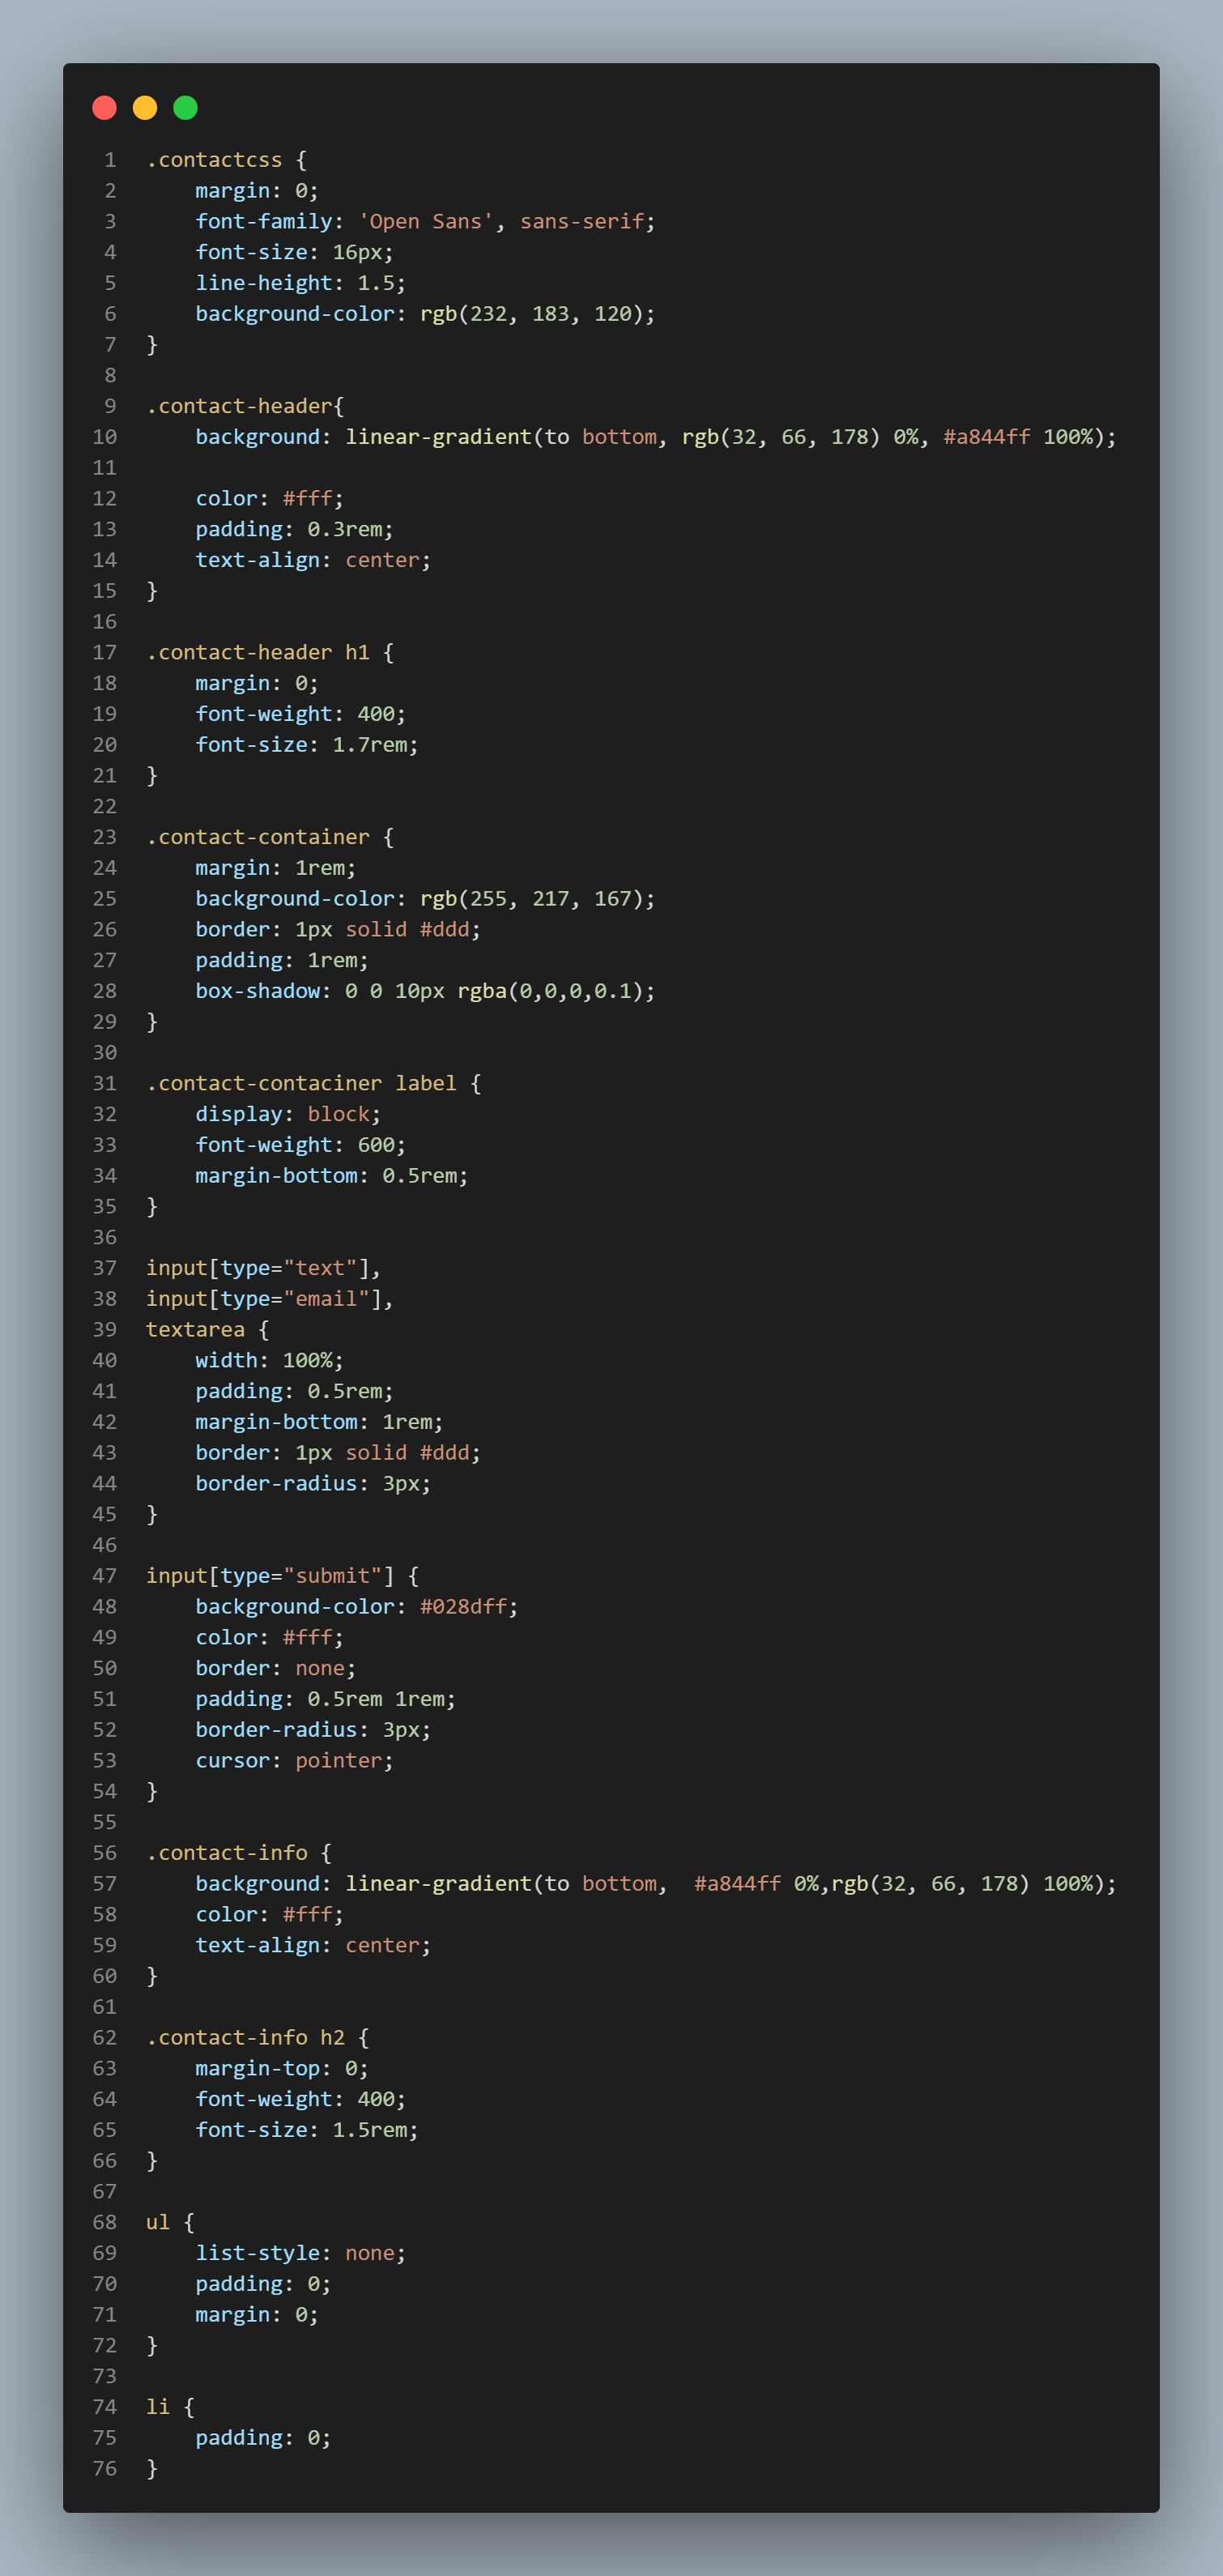 1 .contactcss {
2     margin: 0;
3     font-family: 'Open Sans', sans-serif;
4     font-size: 16px;
5     line-height: 1.5;
6     background-color: rgb(232, 183, 120);
7 }
8
9 .contact-header{
10     background: linear-gradient(to bottom, rgb(32, 66, 178) 0%, #a844ff 100%);
11
12     color: #fff;
13     padding: 0.3rem;
14     text-align: center;
15 }
16
17 .contact-header h1 {
18     margin: 0;
19     font-weight: 400;
20     font-size: 1.7rem;
21 }
22
23 .contact-container {
24     margin: 1rem;
25     background-color: rgb(255, 217, 167);
26     border: 1px solid #ddd;
27     padding: 1rem;
28     box-shadow: 0 0 10px rgba(0,0,0,0.1);
29 }
30
31 .contact-contaciner label {
32     display: block;
33     font-weight: 600;
34     margin-bottom: 0.5rem;
35 }
36
37 input[type="text"],
38 input[type="email"],
39 textarea {
40     width: 100%;
41     padding: 0.5rem;
42     margin-bottom: 1rem;
43     border: 1px solid #ddd;
44     border-radius: 3px;
45 }
46
47 input[type="submit"] {
48     background-color: #028dff;
49     color: #fff;
50     border: none;
51     padding: 0.5rem 1rem;
52     border-radius: 3px;
53     cursor: pointer;
54 }
55
56 .contact-info {
57     background: linear-gradient(to bottom,  #a844ff 0%,rgb(32, 66, 178) 100%);
58     color: #fff;
59     text-align: center;
60 }
61
62 .contact-info h2 {
63     margin-top: 0;
64     font-weight: 400;
65     font-size: 1.5rem;
66 }
67
68 ul {
69     list-style: none;
70     padding: 0;
71     margin: 0;
72 }
73
74 li {
75     padding: 0;
76 }